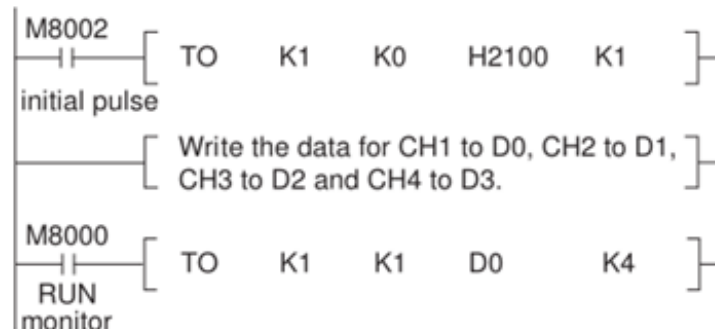 M8002
TO K1 K0 H2100 K1
initial pulse
Write the data for CH1 to D0, CH2 to D1,
CH3 to D2 and CH4 to D3.
M8000
TO K1 K1 D0 K4
RUN
monitor